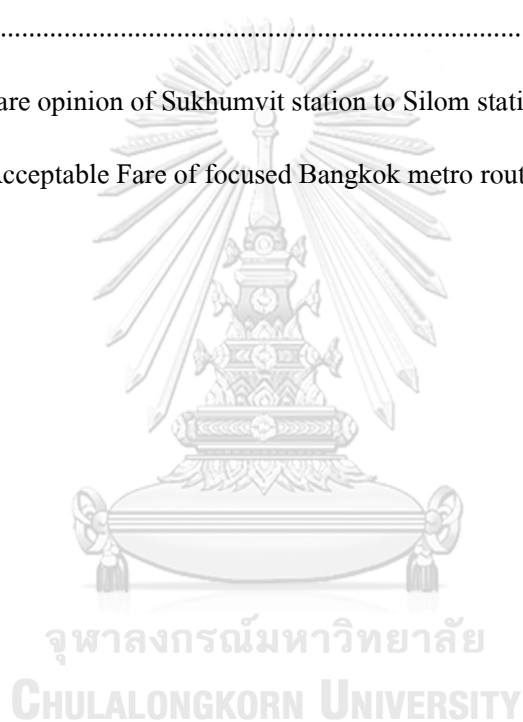 ................................................................................
are opinion of Sukhumvit station to Silom stati
Acceptable Fare of focused Bangkok metro rout
จุฬาลงกรณ์มหาวิทยาลัย
CHULALONGKORN UNIVERSITY